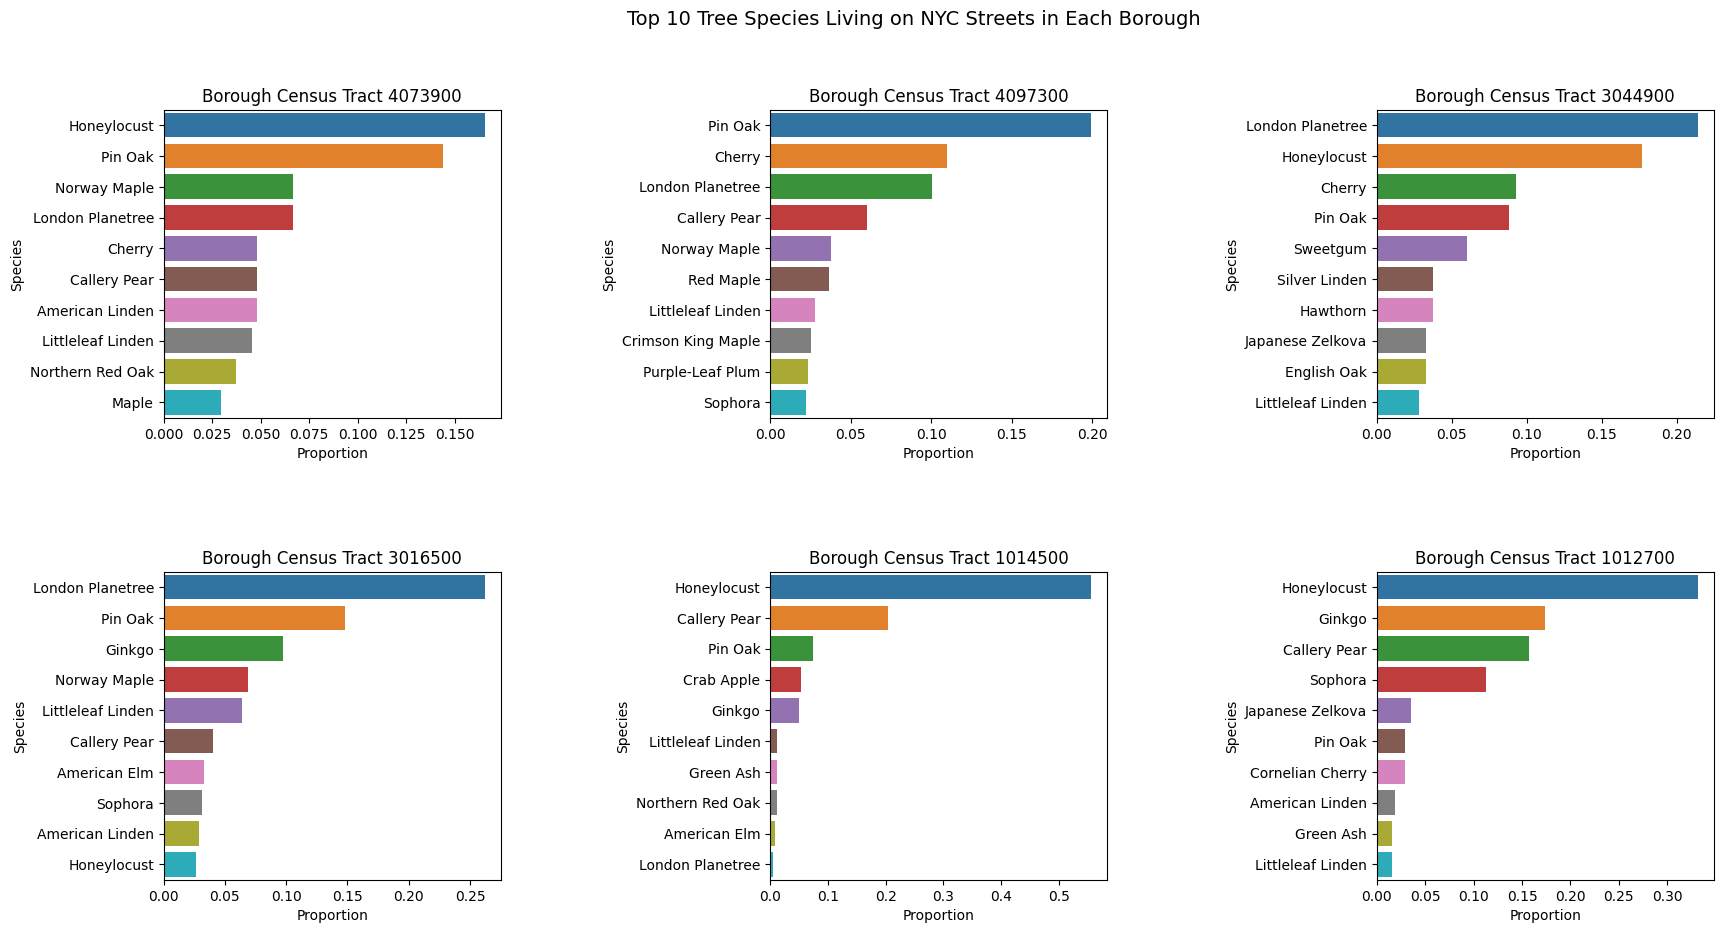 Top 10 Tree Species Living on NYC Streets in Each Borough
Borough Census Tract 4073900
Species
Honeylocust
Pin Oak
Norway Maple
London Planetree
Cherry
Callery Pear
American Linden
Littleleaf Linden
Northern Red Oak
Maple
0.000 0.025 0.050 0.075 0.100 0.125 0.150
Proportion
Borough Census Tract 4097300
Species
Pin Oak
Cherry
London Planetree
Callery Pear
Norway Maple
Red Maple
Littleleaf Linden
Crimson King Maple
Purple-Leaf Plum
Sophora
0.00 0.05 0.10 0.15 0.20
Proportion
Borough Census Tract 3044900
Species
London Planetree
Honeylocust
Cherry
Pin Oak
Sweetgum
Silver Linden
Hawthorn
Japanese Zelkova
English Oak
Littleleaf Linden
0.00 0.05 0.10 0.15 0.20
Proportion
Borough Census Tract 3016500
Species
London Planetree
Pin Oak
Ginkgo
Norway Maple
Littleleaf Linden
Callery Pear
American Elm
Sophora
American Linden
Honeylocust
0.00 0.05 0.10 0.15 0.20 0.25
Proportion
Borough Census Tract 1014500
Species
Honeylocust
Callery Pear
Pin Oak
Crab Apple
Ginkgo
Littleleaf Linden
Green Ash
Northern Red Oak
American Elm
London Planetree
0.0 0.1 0.2 0.3 0.4 0.5
Proportion
Borough Census Tract 1012700
Species
Honeylocust
Ginkgo
Callery Pear
Sophora
Japanese Zelkova
Pin Oak
Cornelian Cherry
American Linden
Green Ash
Littleleaf Linden
0.00 0.05 0.10 0.15 0.20 0.25 0.30
Proportion